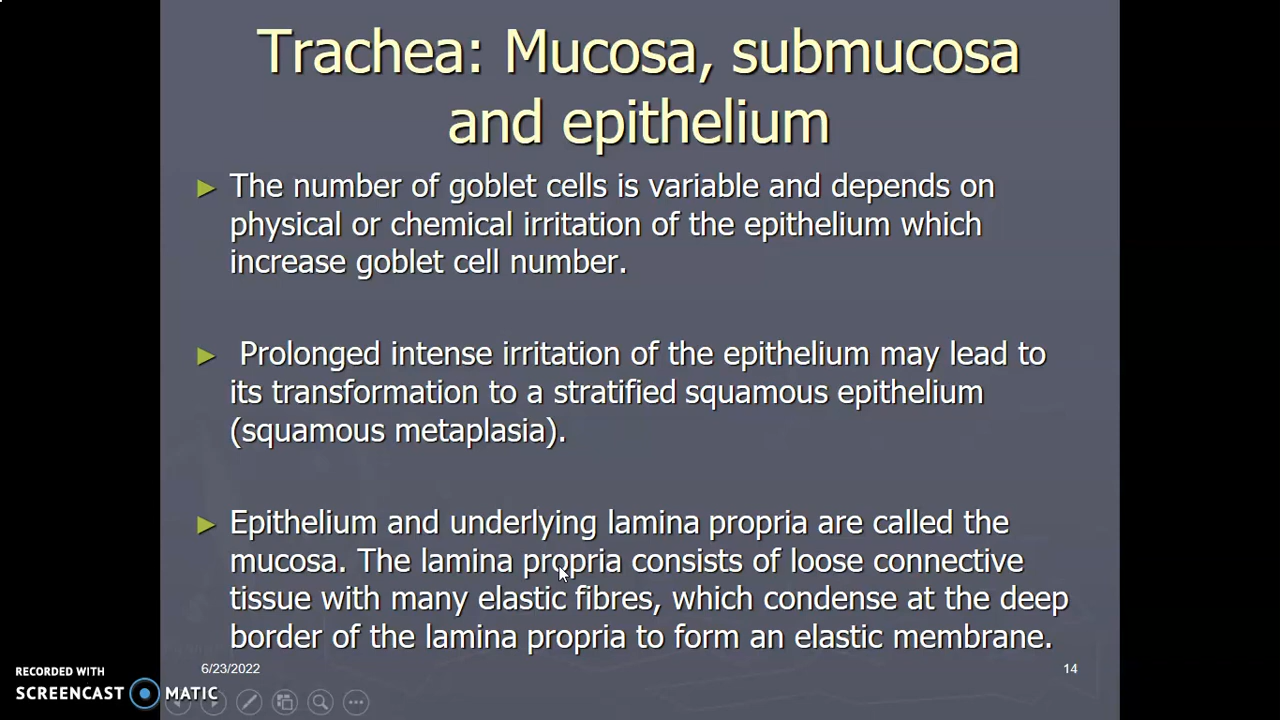 Trachea: Mucosa, submucosa
and epithelium
The number of goblet cells is variable and depends on
physical or chemical irritation of the epithelium which
increase goblet cell number.
Prolonged intense irritation of the epithelium may lead to
its transformation to a stratified squamous epithelium
(squamous metaplasia).
Epithelium and underlying lamina propria are called the
mucosa. The lamina propria consists of loose connective
tissue with many elastic fibres, which condense at the deep
border of the lamina propria to form an elastic membrane.
6/23/2022
14
RECORDED WITH
SCREENCAST MATIC